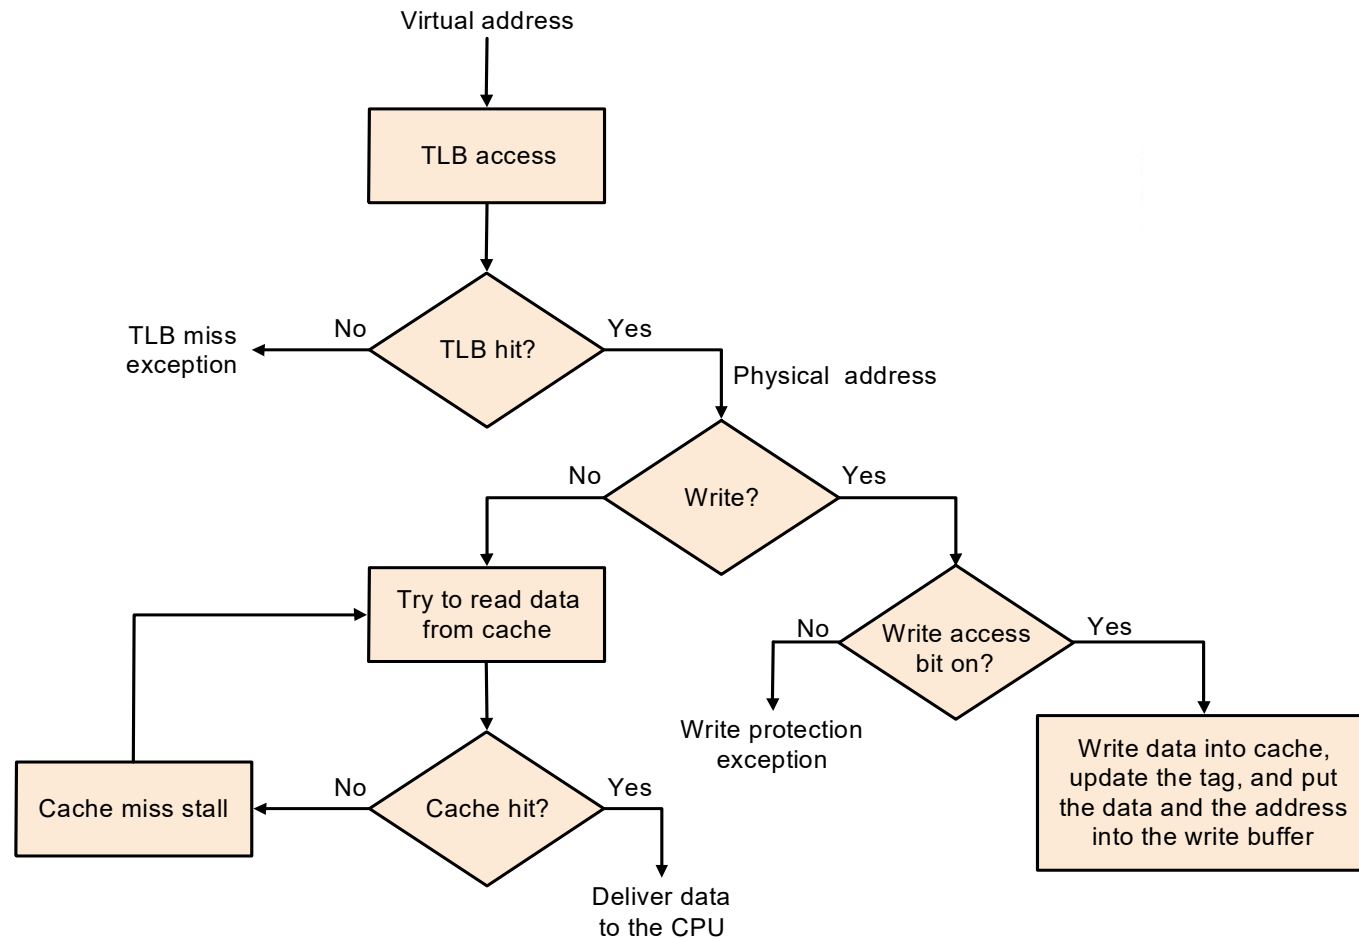 Virtual address
TLB access
TLB hit?
No
Yes
TLB miss
exception
Physical address
Write?
No
Yes
Try to read data
from cache
Write access
bit on?
No
Yes
Write protection
exception
Write data into cache,
update the tag, and put
the data and the address
into the write buffer
Cache hit?
No
Yes
Cache miss stall
Deliver data
to the CPU